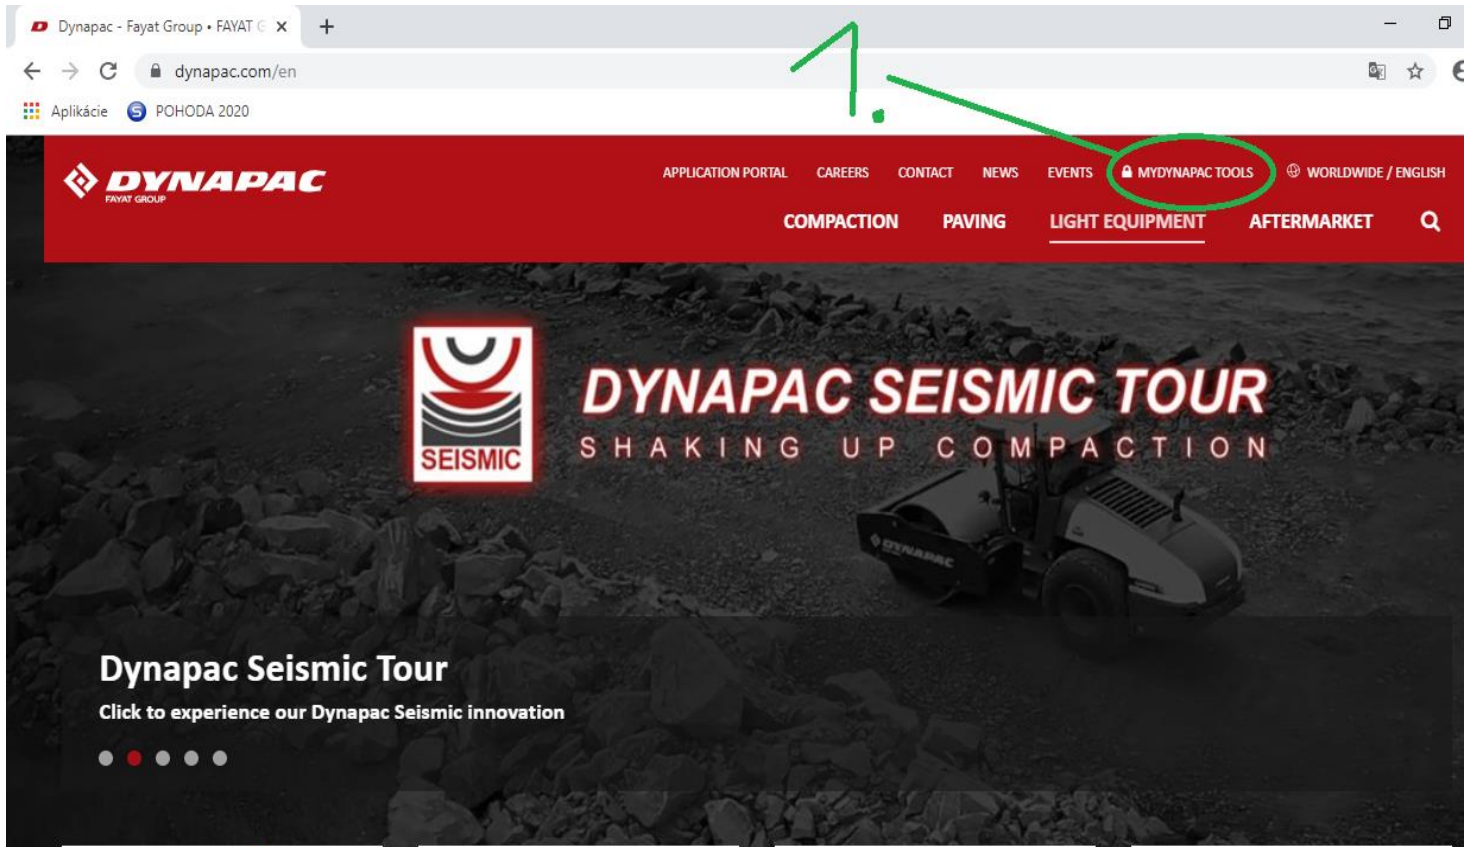 Dynapac - Fayat Group • FAYAT G
dynapac.com/en
Aplikácie POHODA 2020
1.
DYNAPAC
FAYAT GROUP
APPLICATION PORTAL CAREERS CONTACT NEWS EVENTS MYDYNAPAC TOOLS WORLDWIDE / ENGLISH
COMPACTION PAVING LIGHT EQUIPMENT AFTERMARKET
SEISMIC
DYNAPAC SEISMIC TOUR
SHAKING UP COMPACTION
DYNAPAC
Dynapac Seismic Tour
Click to experience our Dynapac Seismic innovation